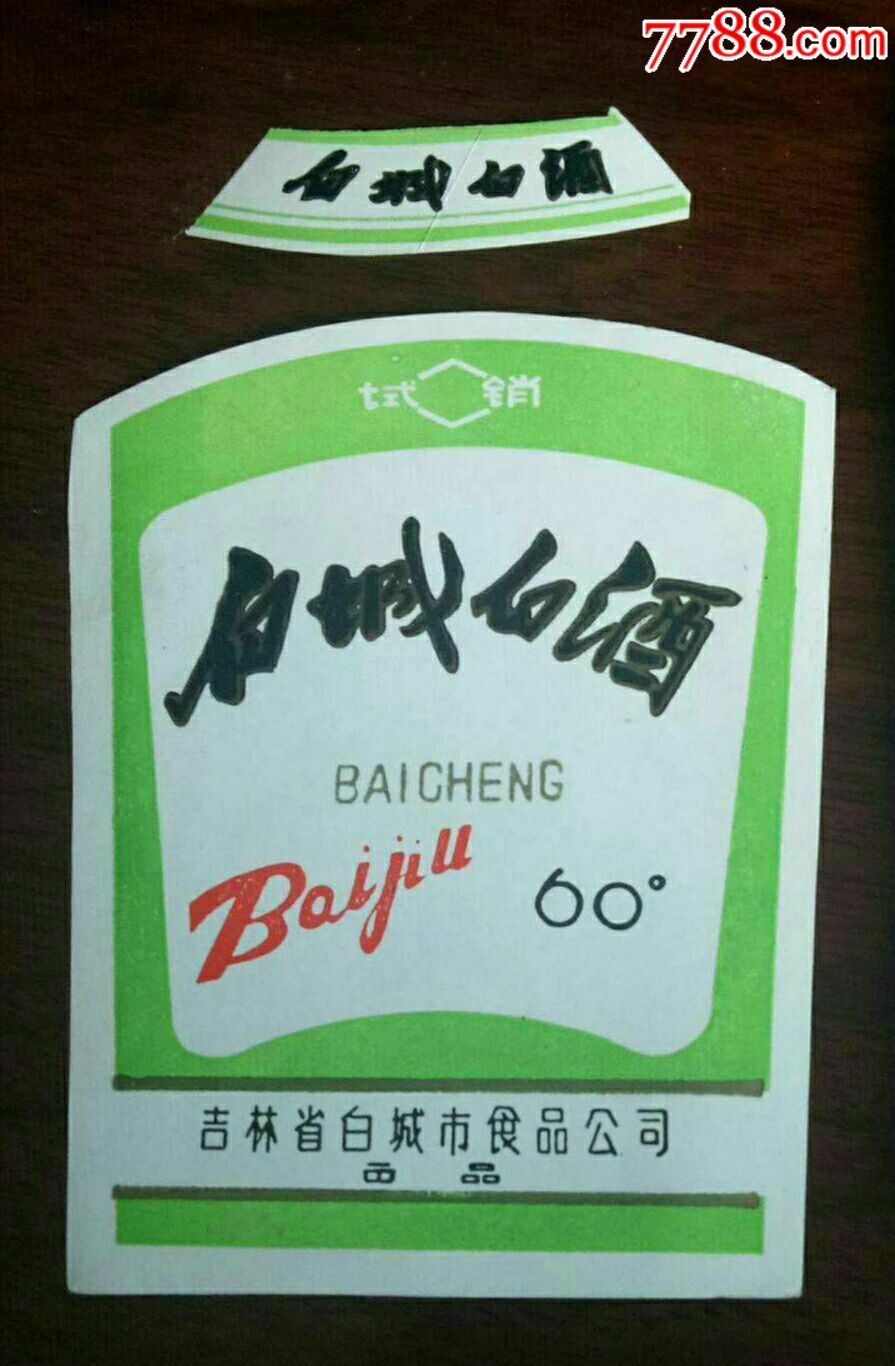 7788.com
白城白酒
试销
白城白酒
BAICHENG
Baijiu 60°
吉林省白城市食品公司
品